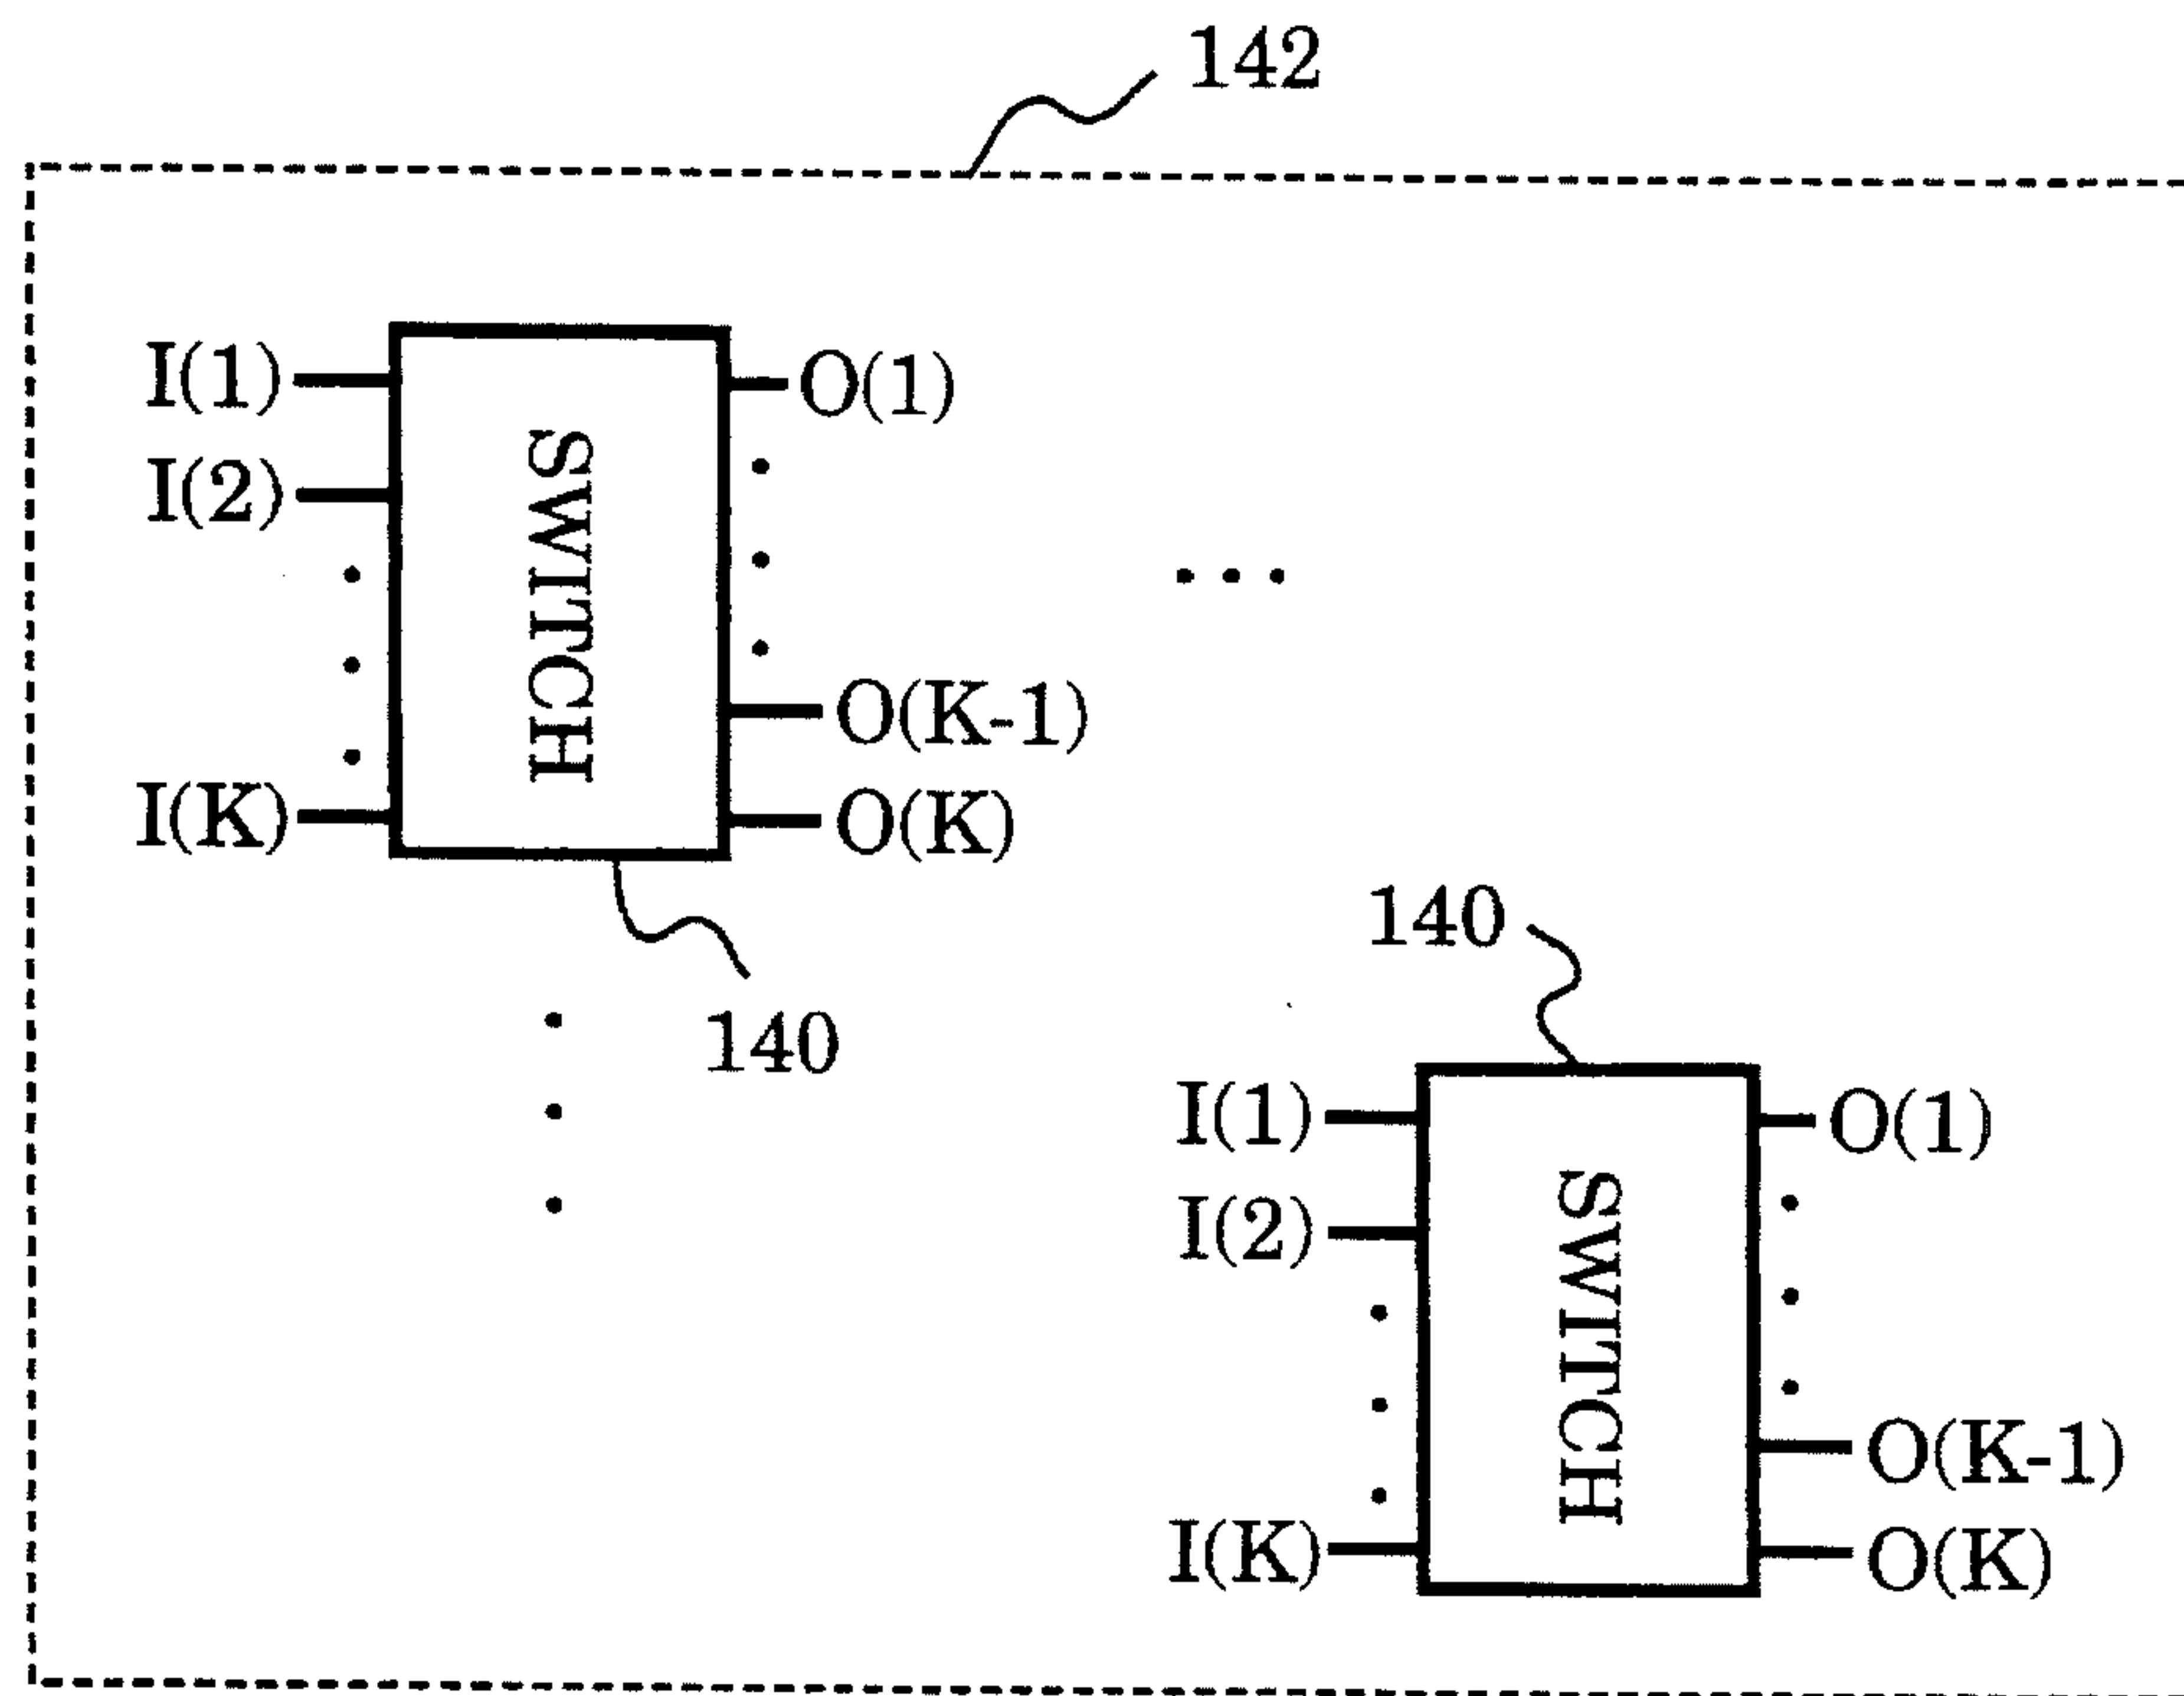 142
I(1)
O(1)
I(2)
SWITCH
O(K-1)
I(K)
O(K)
140
140
I(1)
O(1)
I(2)
SWITCH
O(K-1)
I(K)
O(K)